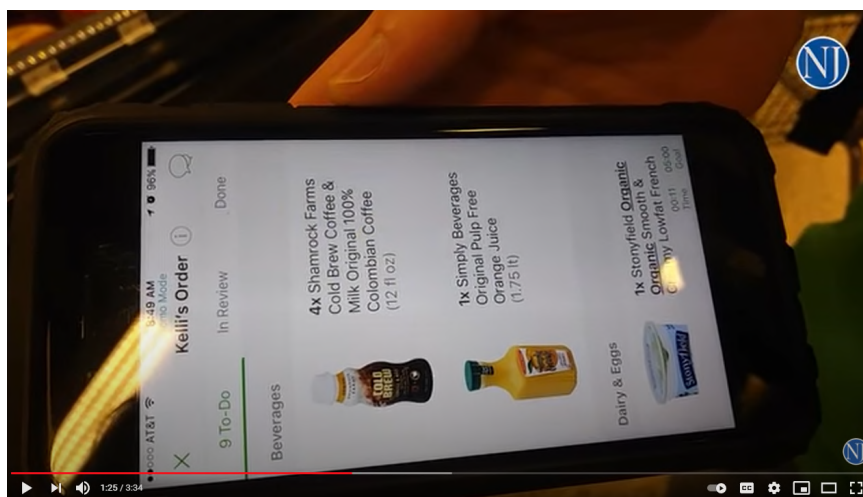 NJ
AT&T
8:49 AM
96%
Demo Mode
Kelli's Order
9 To-Do
In Review
Done
Beverages
4x Shamrock Farms
Cold Brew Coffee &
Milk Original 100%
Colombian Coffee
(12 fl oz)
COLD
BREW
1x Simply Beverages
Original Pulp Free
Orange Juice
(1.75 lt)
Dairy & Eggs
1x Stonyfield Organic
Organic Smooth &
Creamy Lowfat French
00:11
Time
05:00
Goal
Stonyfield
NJ
1:25 / 3:34
CC